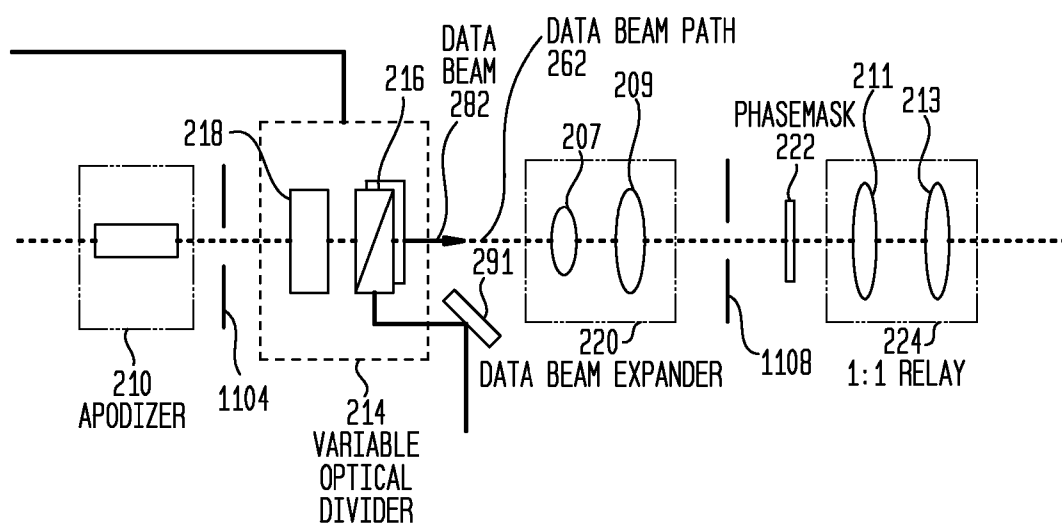 DATA
BEAM
282
DATA BEAM PATH
262
216
218
209
207
PHASEMASK
222
211
213
291
210
APODIZER
1104
214
VARIABLE
OPTICAL
DIVIDER
220
DATA BEAM EXPANDER
1108
224
1:1 RELAY